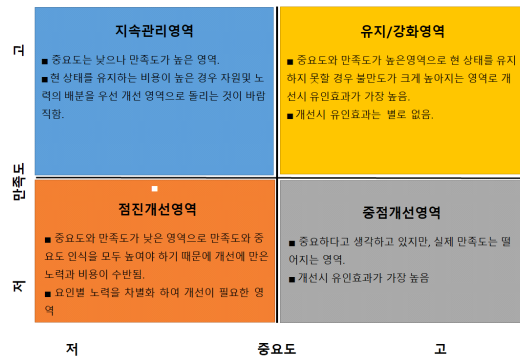 고
만족도
저
지속관리영역
■ 중요도는 낮으나 만족도가 높은 영역.
■ 현 상태를 유지하는 비용이 높은 경우 자원및 노
력의 배분을 우선 개선 영역으로 돌리는 것이 바람
직함.
유지/강화영역
■ 중요도와 만족도가 높은영역으로 현 상태를 유지
하지 못할 경우 불만도가 크게 높아지는 영역로 개
선시 유인효과가 가장 높음.
■ 개선시 유인효과는 별로 없음.
점진개선영역
■ 중요도와 만족도가 낮은 영역으로 만족도와 중
요도 인식을 모두 높여야 하기 때문에 개선에 만은
노력과 비용이 수반됨.
■ 요인별 노력을 차별화 하여 개선이 필요한 영
역
중점개선영역
■ 중요하다고 생각하고 있지만, 실제 만족도는 떨
어지는 영역.
■ 개선시 유인효과가 가장 높음
저 중요도 고